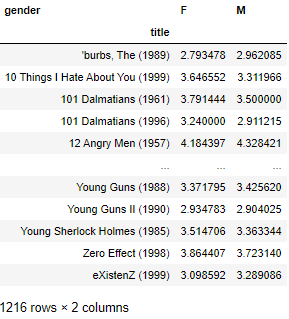 gender F M
title
'burbs, The (1989) 2.793478 2.962085
10 Things I Hate About You (1999) 3.646552 3.311966
101 Dalmatians (1961) 3.791444 3.500000
101 Dalmatians (1996) 3.240000 2.911215
12 Angry Men (1957) 4.184397 4.328421
... ... ...
Young Guns (1988) 3.371795 3.425620
Young Guns II (1990) 2.934783 2.904025
Young Sherlock Holmes (1985) 3.514706 3.363344
Zero Effect (1998) 3.864407 3.723140
eXistenZ (1999) 3.098592 3.289086
1216 rows × 2 columns